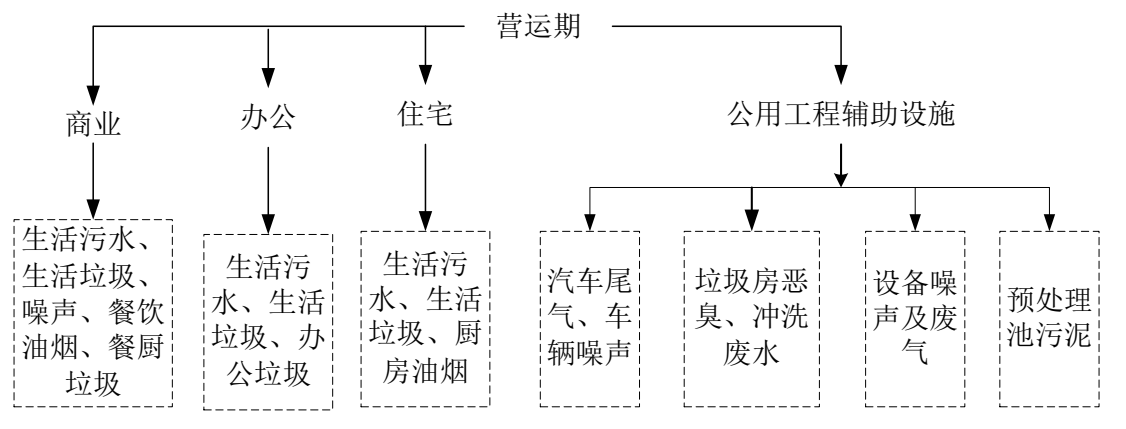 营运期
商业
办公
住宅
公用工程辅助设施
生活污水、
生活垃圾、
噪声、餐饮
油烟、餐厨
垃圾
生活污
水、生活
垃圾、办
公垃圾
生活污
水、生活
垃圾、厨
房油烟
汽车尾
气、车
辆噪声
垃圾房恶
臭、冲洗
废水
设备噪
声及废
气
预处理
池污泥